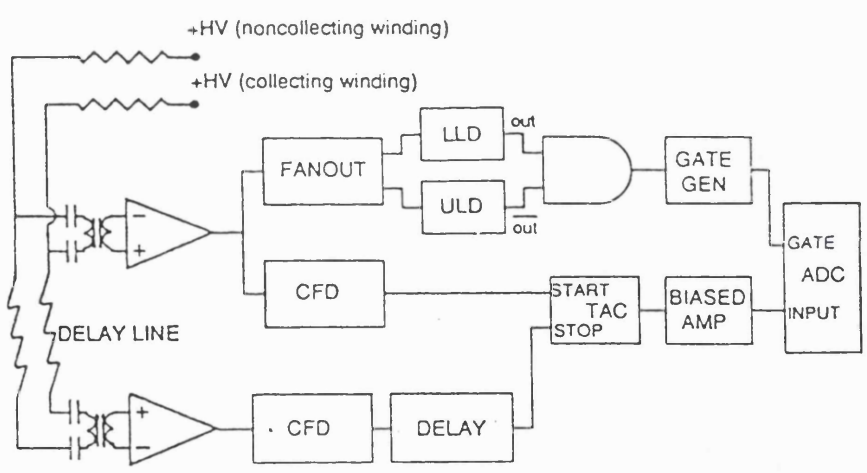 +HV (noncollecting winding)
+HV (collecting winding)
LLD
out
FANOUT
ULD
out
GATE
GEN
GATE
ADC
INPUT
−
+
CFD
START
TAC
STOP
BIASED
AMP
DELAY LINE
+
−
CFD
DELAY